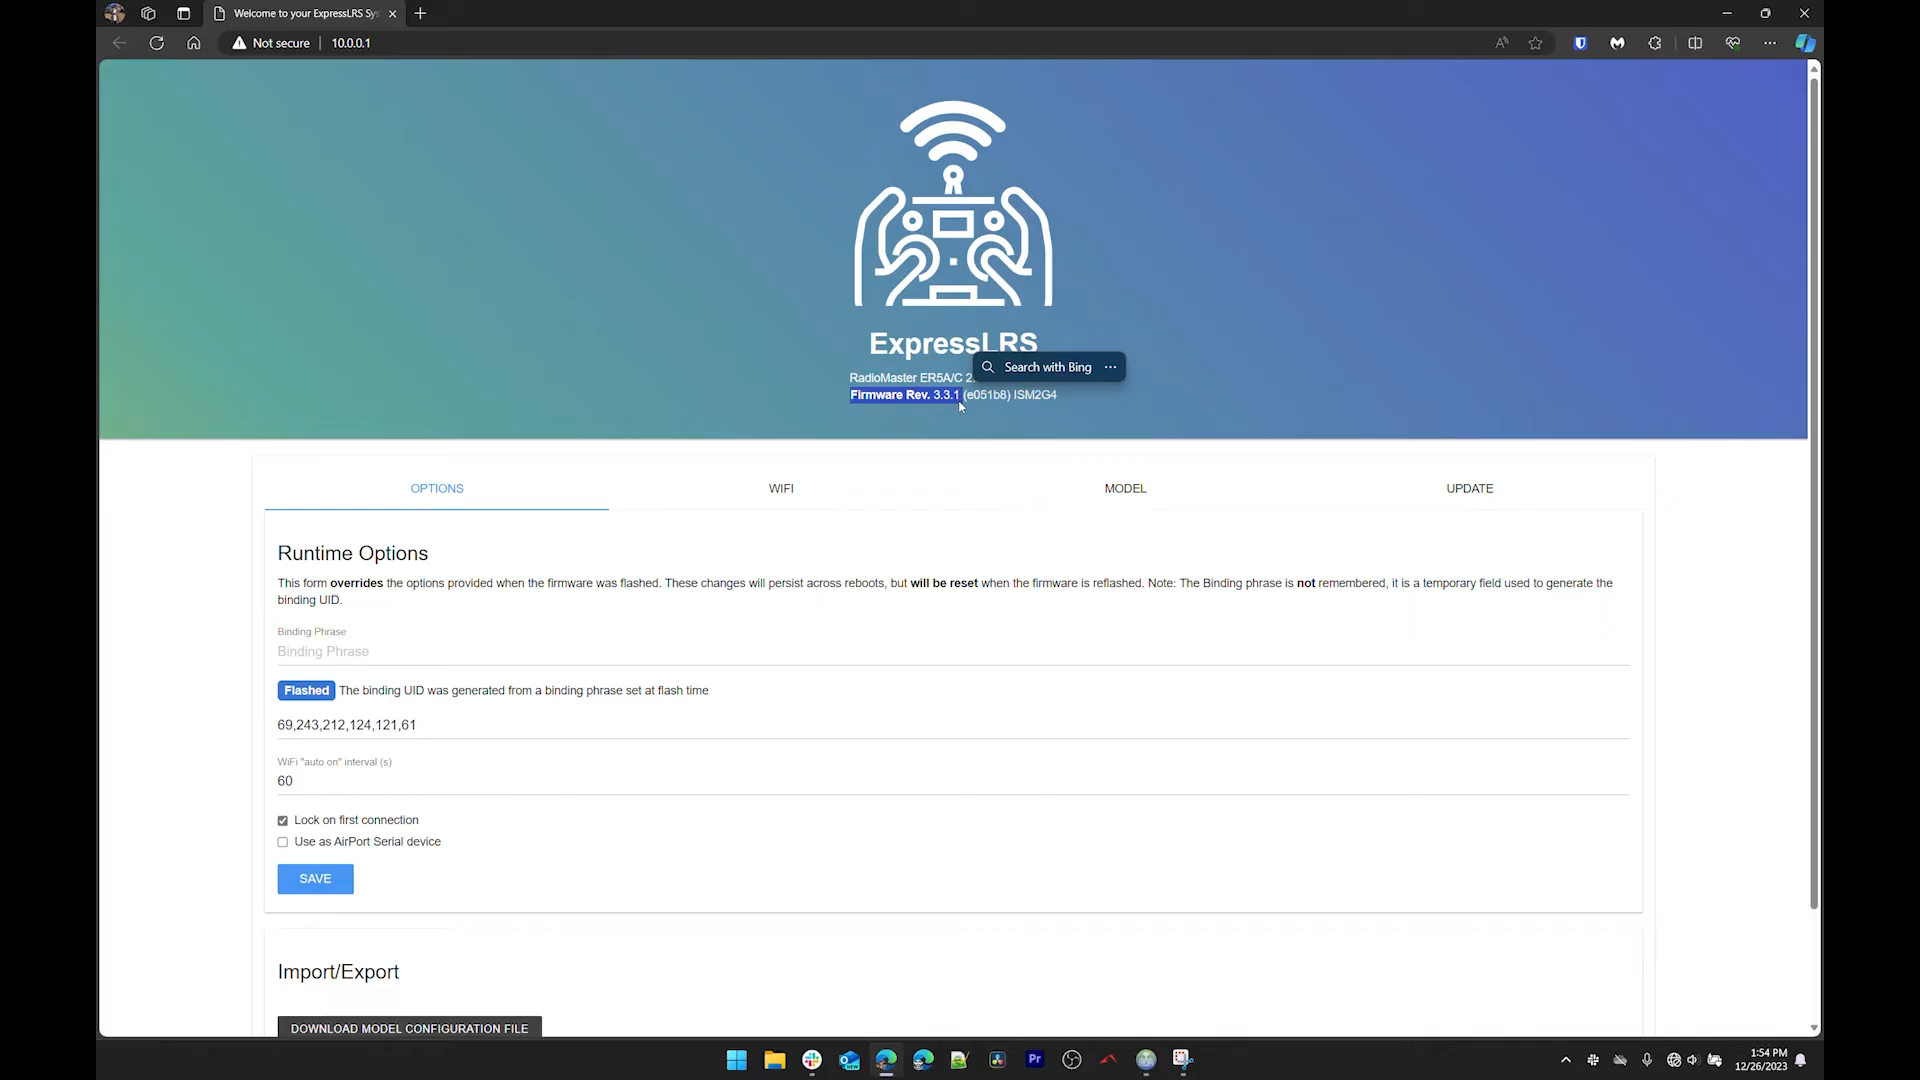 Welcome to your ExpressLRS Sys
Not secure
10.0.0.1
ExpressLRS
Search with Bing
RadioMaster ER5A/C 2.
Firmware Rev. 3.3.1 (e051b8) ISM2G4
OPTIONS
WIFI
MODEL
UPDATE
Runtime Options
This form overrides the options provided when the firmware was flashed. These changes will persist across reboots, but will be reset when the firmware is reflashed. Note: The Binding phrase is not remembered, it is a temporary field used to generate the
binding UID.
Binding Phrase
Binding Phrase
Flashed The binding UID was generated from a binding phrase set at flash time
69,243,212,124,121,61
WiFi "auto on" interval (s)
60
Lock on first connection
Use as AirPort Serial device
SAVE
Import/Export
DOWNLOAD MODEL CONFIGURATION FILE
Pr
1:54 PM
12/26/2023